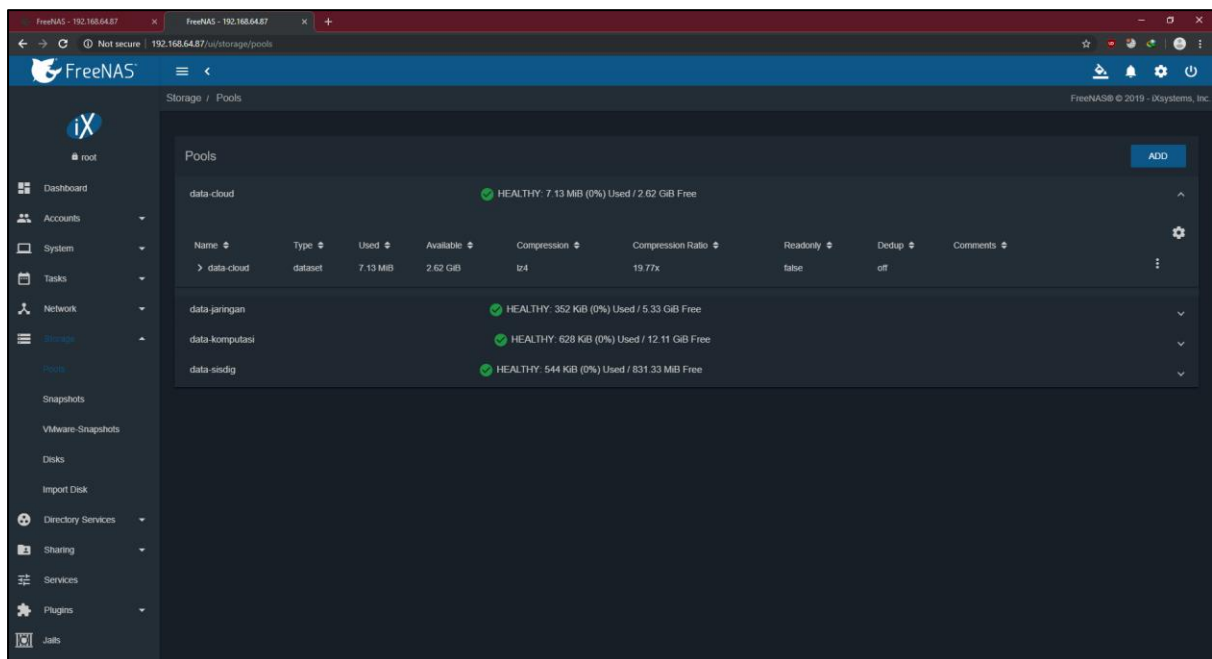 FreeNAS - 192.168.64.87 FreeNAS - 192.168.64.87
Not secure 192.168.64.87/ui/storage/pools
FreeNAS®
Storage / Pools FreeNAS® © 2019 - iXsystems, Inc.
iX
root
Pools ADD
Dashboard
data-cloud HEALTHY: 7.13 MiB (0%) Used / 2.62 GiB Free
Accounts
System
Name Type Used Available Compression Compression Ratio Readonly Dedup Comments
data-cloud dataset 7.13 MiB 2.62 GiB lz4 19.77x false off
Tasks
Network
data-jaringan HEALTHY: 352 KiB (0%) Used / 5.33 GiB Free
Storage
data-komputasi HEALTHY: 628 KiB (0%) Used / 12.11 GiB Free
Pools
data-sisdig HEALTHY: 544 KiB (0%) Used / 831.33 MiB Free
Snapshots
VMware-Snapshots
Disks
Import Disk
Directory Services
Sharing
Services
Plugins
Jails